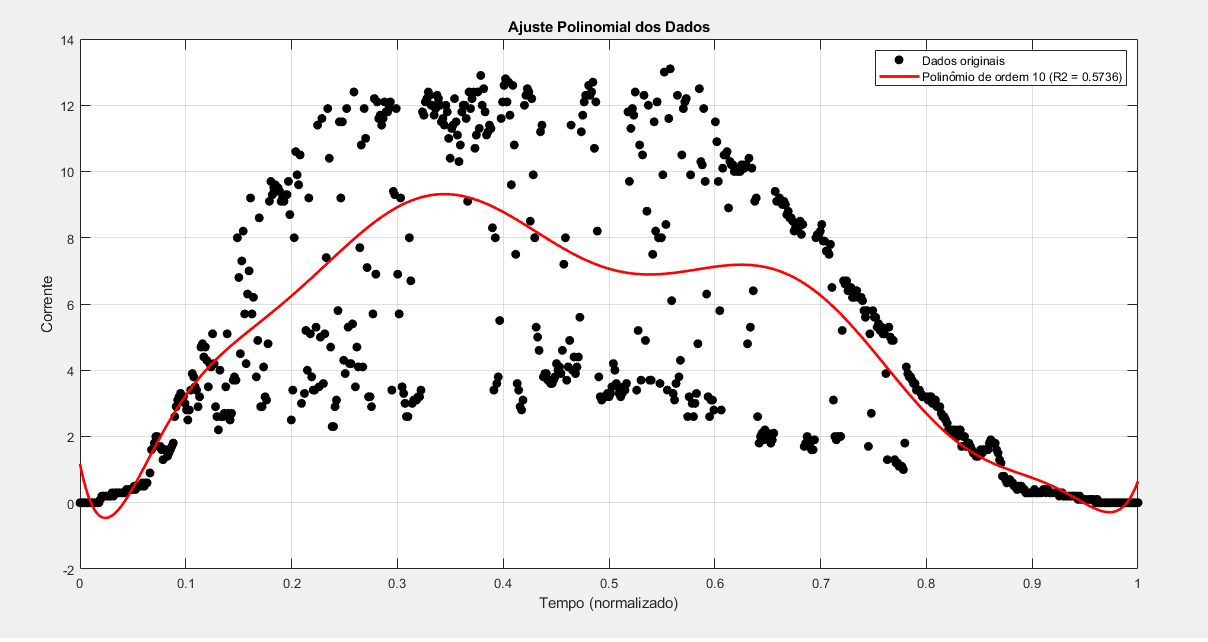 Ajuste Polinomial dos Dados
Dados originais
Polinômio de ordem 10 (R2 = 0.5736)
Corrente
14
12
10
8
6
4
2
0
-2
0 0.1 0.2 0.3 0.4 0.5 0.6 0.7 0.8 0.9 1
Tempo (normalizado)